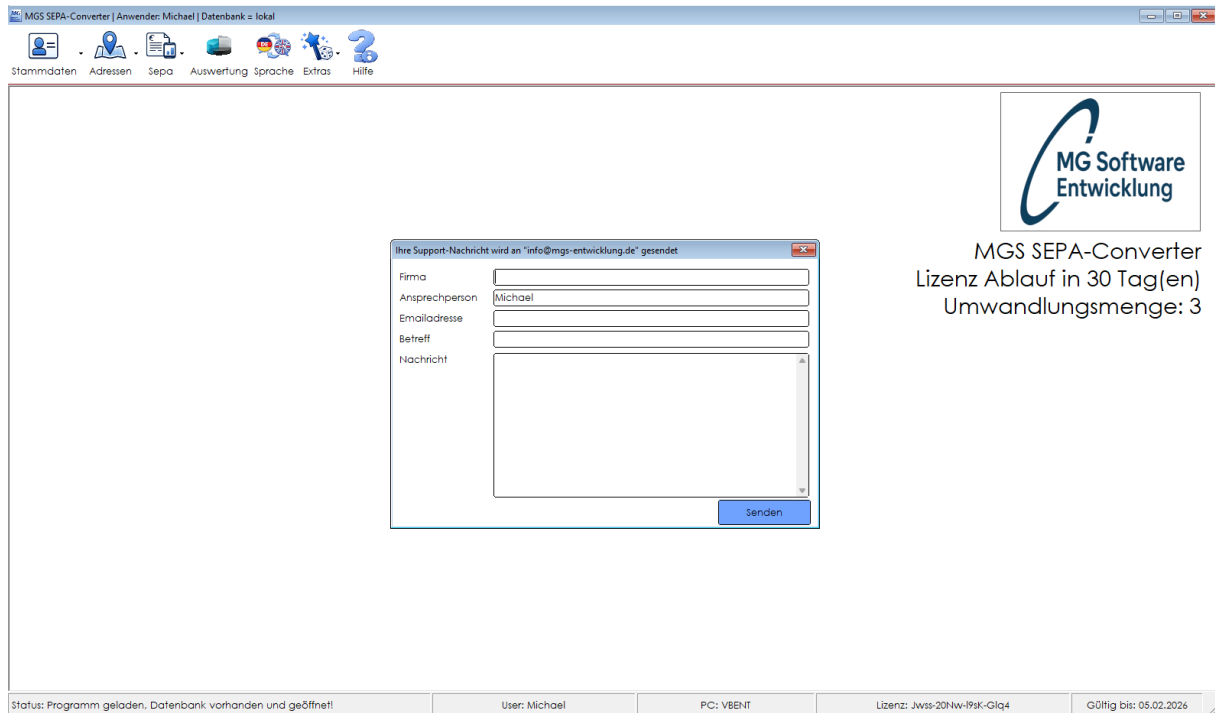 MGS SEPA-Converter | Anwender: Michael | Datenbank = lokal
Stammdaten Adressen Sepa Auswertung Sprache Extras Hilfe
MG Software
Entwicklung
MGS SEPA-Converter
Lizenz Ablauf in 30 Tag(en)
Umwandlungsmenge: 3
Ihre Support-Nachricht wird an "info@mgs-entwicklung.de" gesendet
Firma
Ansprechperson Michael
Emailadresse
Betreff
Nachricht
Senden
Status: Programm geladen, Datenbank vorhanden und geöffnet! User: Michael PC: VBENT Lizenz: Jwss-20Nw-l9sK-Glq4 Gültig bis: 05.02.2026